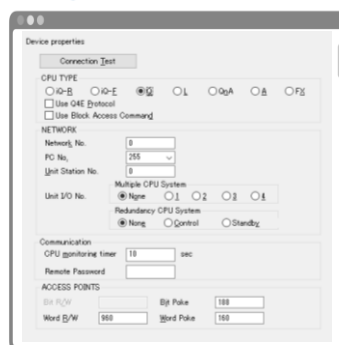 Device properties
Connection Test
CPU TYPE
iQ-R iQ-F Q L QnA A FX
Use Q4E Protocol
Use Block Access Command
NETWORK
Network No. 0
PC No. 255
Unit Station No. 0
Multiple CPU System
Unit I/O No. None 1 2 3 4
Redundancy CPU System
None Control Standby
Communication
CPU monitoring timer 10 sec
Remote Password
ACCESS POINTS
Bit R/W Bit Poke 188
Word R/W 960 Word Poke 160